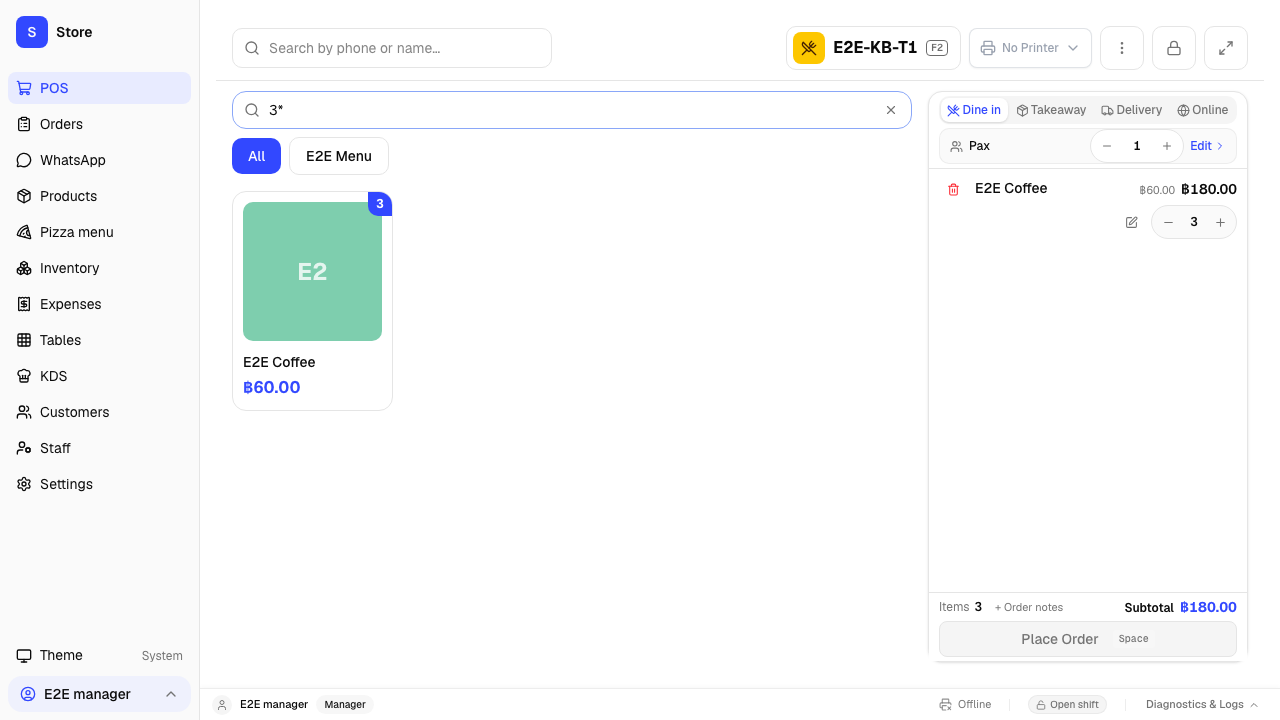 S Store
POS
Orders
WhatsApp
Products
Pizza menu
Inventory
Expenses
Tables
KDS
Customers
Staff
Settings
Theme System
E2E manager
Search by phone or name…
E2E-KB-T1 F2
No Printer
3*
All
E2E Menu
3
E2
E2E Coffee
฿60.00
Dine in Takeaway Delivery Online
Pax 1 Edit
E2E Coffee ฿60.00 ฿180.00
3
Items 3 + Order notes Subtotal ฿180.00
Place Order Space
E2E manager Manager Offline Open shift Diagnostics & Logs